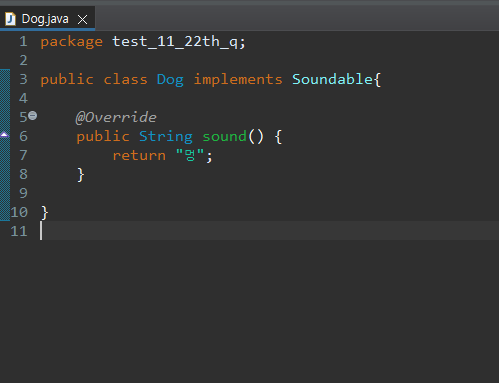 Dog.java
1 package test_11_22th_q;
2
3 public class Dog implements Soundable{
4
5 @Override
6 public String sound() {
7 return "멍";
8 }
9
10 }
11